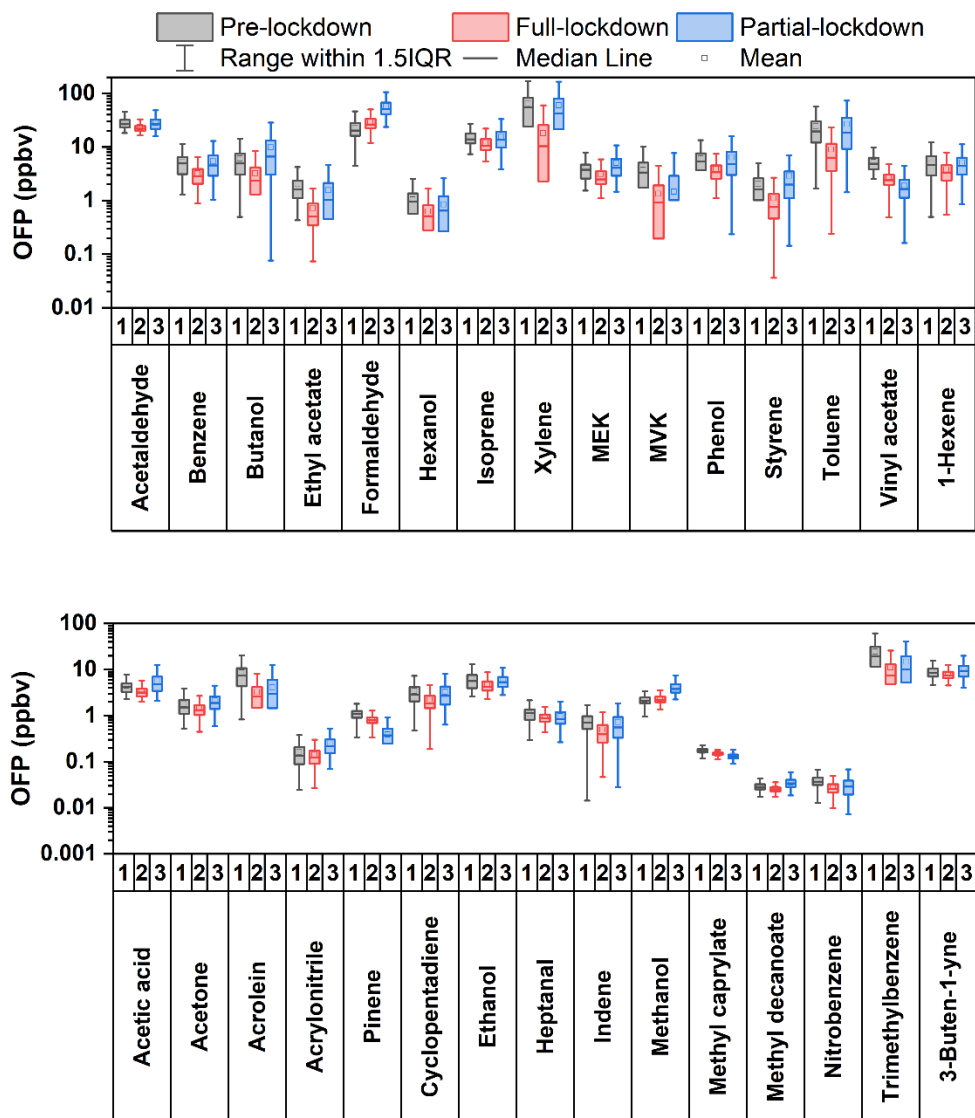 Pre-lockdown Full-lockdown Partial-lockdown
Range within 1.5IQR Median Line Mean
OFP (ppbv)
100
10
1
0.1
0.01
1 2 3 1 2 3 1 2 3 1 2 3 1 2 3 1 2 3 1 2 3 1 2 3 1 2 3 1 2 3 1 2 3 1 2 3 1 2 3 1 2 3 1 2 3
Acetaldehyde
Benzene
Butanol
Ethyl acetate
Formaldehyde
Hexanol
Isoprene
Xylene
MEK
MVK
Phenol
Styrene
Toluene
Vinyl acetate
1-Hexene
OFP (ppbv)
100
10
1
0.1
0.01
0.001
1 2 3 1 2 3 1 2 3 1 2 3 1 2 3 1 2 3 1 2 3 1 2 3 1 2 3 1 2 3 1 2 3 1 2 3 1 2 3 1 2 3 1 2 3
Acetic acid
Acetone
Acrolein
Acrylonitrile
Pinene
Cyclopentadiene
Ethanol
Heptanal
Indene
Methanol
Methyl caprylate
Methyl decanoate
Nitrobenzene
Trimethylbenzene
3-Buten-1-yne